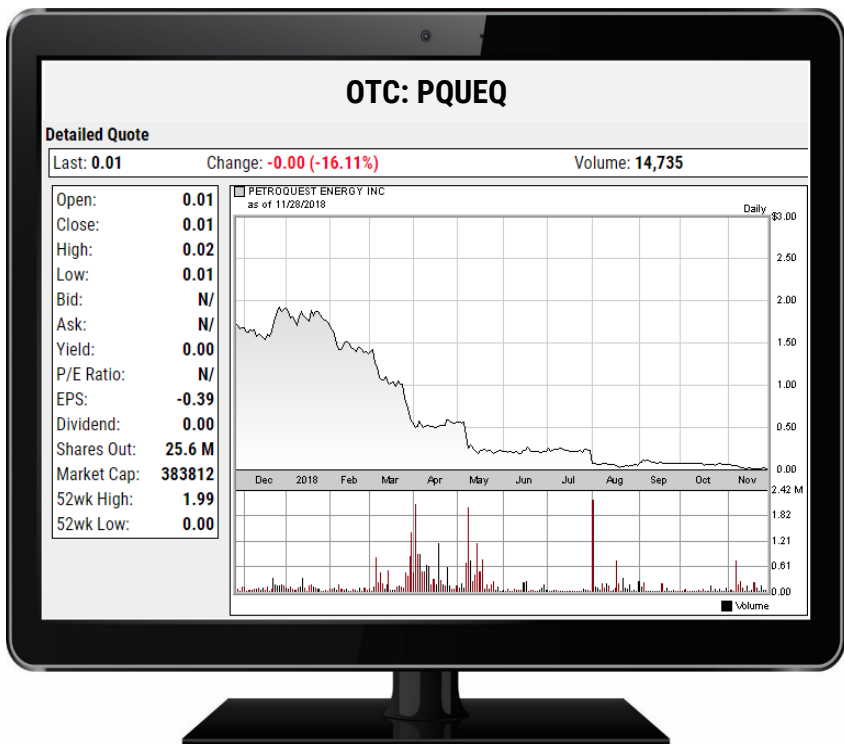 OTC: PQUEQ
Detailed Quote
Last: 0.01 Change: -0.00 (-16.11%) Volume: 14,735
Open: 0.01
Close: 0.01
High: 0.02
Low: 0.01
Bid: N/
Ask: N/
Yield: 0.00
P/E Ratio: N/
EPS: -0.39
Dividend: 0.00
Shares Out: 25.6 M
Market Cap: 383812
52wk High: 1.99
52wk Low: 0.00
PETROQUEST ENERGY INC
as of 11/28/2018
Daily
$3.00
2.50
2.00
1.50
1.00
0.50
0.00
Dec 2018 Feb Mar Apr May Jun Jul Aug Sep Oct Nov
2.42 M
1.82
1.21
0.61
0.00
Volume